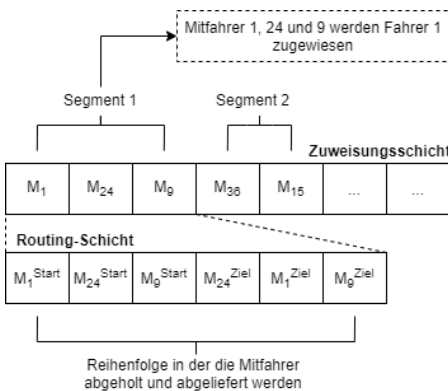 Mitfahrer 1, 24 und 9 werden Fahrer 1
zugewiesen
Segment 1
Segment 2
Zuweisungsschicht
M₁ M₂₄ M₉ M₃₆ M₁₅ ... ...
Routing-Schicht
M₁Start M₂₄Start M₉Start M₂₄Ziel M₁Ziel M₉Ziel
Reihenfolge in der die Mitfahrer
abgeholt und abgeliefert werden